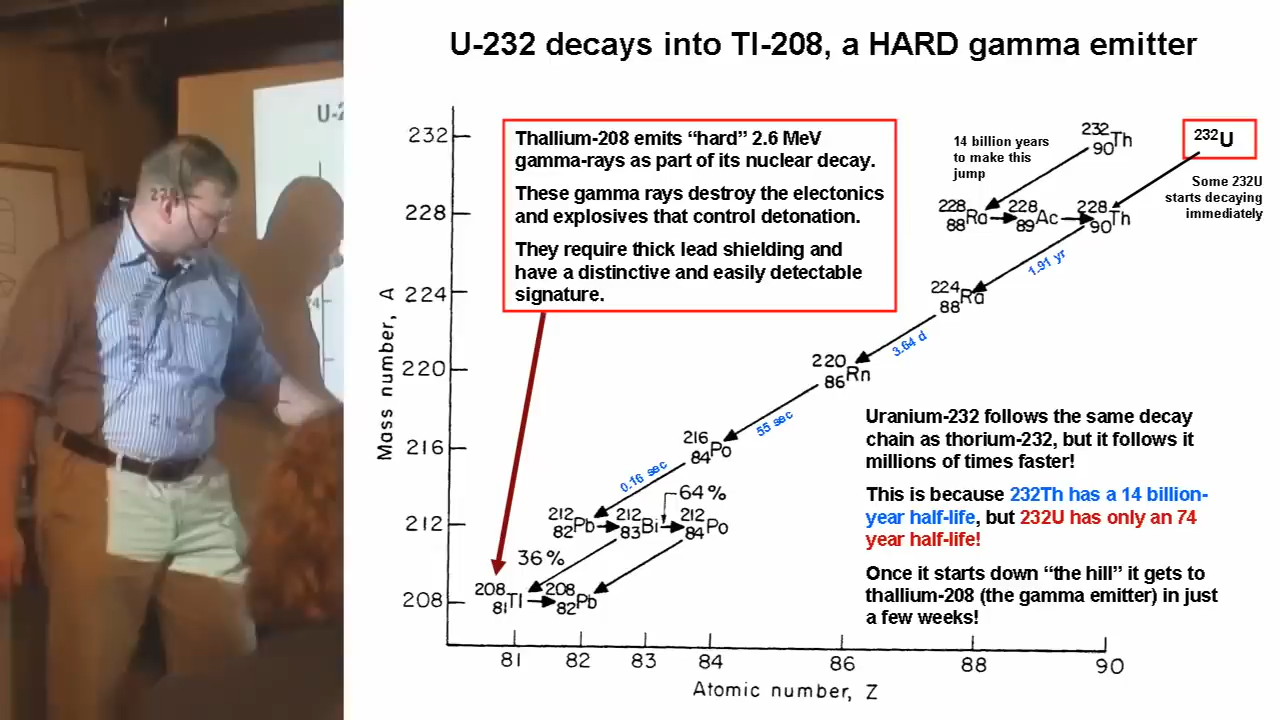 U-232 decays into Tl-208, a HARD gamma emitter
Thallium-208 emits “hard” 2.6 MeV
gamma-rays as part of its nuclear decay.
These gamma rays destroy the electonics
and explosives that control detonation.
They require thick lead shielding and
have a distinctive and easily detectable
signature.
14 billion years
to make this
jump
232
90Th
232U
Some 232U
starts decaying
immediately
228
88Ra
228
89Ac
228
90Th
1.91 yr
224
88Ra
3.64 d
220
86Rn
55 sec
216
84Po
0.16 sec
64 %
212
82Pb
212
83Bi
212
84Po
36 %
208
81Tl
208
82Pb
Uranium-232 follows the same decay
chain as thorium-232, but it follows it
millions of times faster!
This is because 232Th has a 14 billion-
year half-life, but 232U has only an 74
year half-life!
Once it starts down “the hill” it gets to
thallium-208 (the gamma emitter) in just
a few weeks!
Mass number, A
232
228
224
220
216
212
208
81
82
83
84
86
88
90
Atomic number, Z